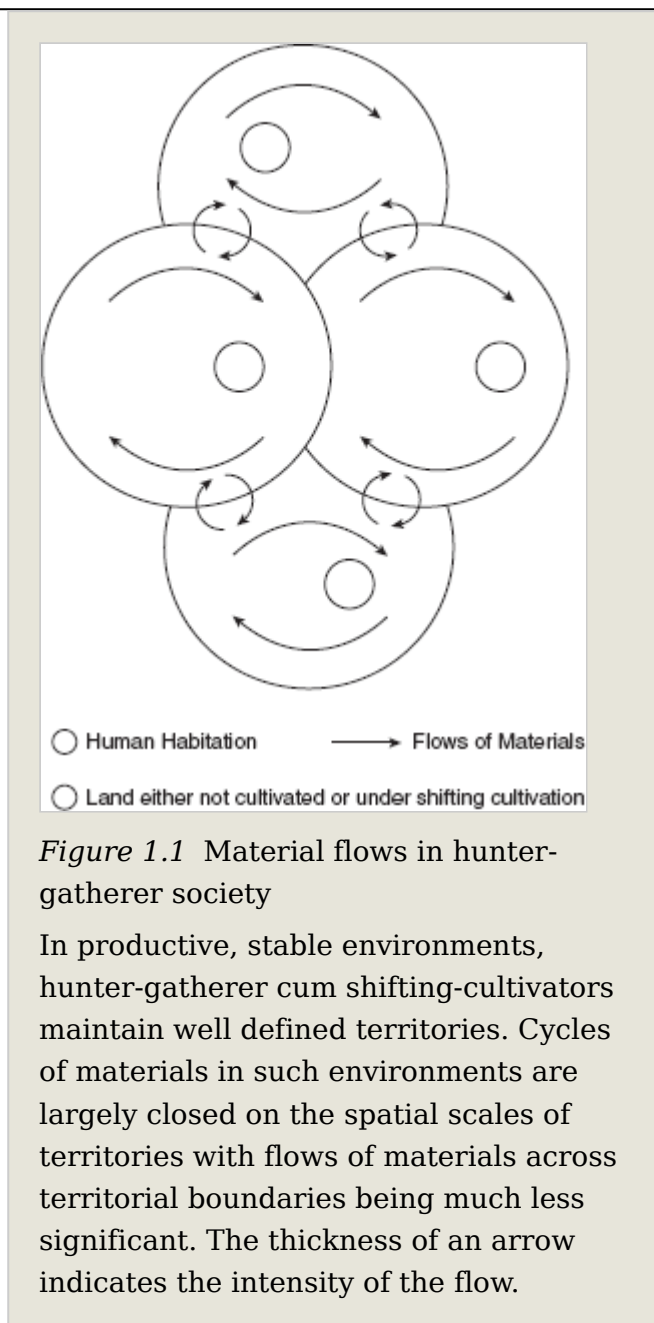 Human Habitation
Flows of Materials
Land either not cultivated or under shifting cultivation
Figure 1.1 Material flows in hunter-
gatherer society
In productive, stable environments,
hunter-gatherer cum shifting-cultivators
maintain well defined territories. Cycles
of materials in such environments are
largely closed on the spatial scales of
territories with flows of materials across
territorial boundaries being much less
significant. The thickness of an arrow
indicates the intensity of the flow.